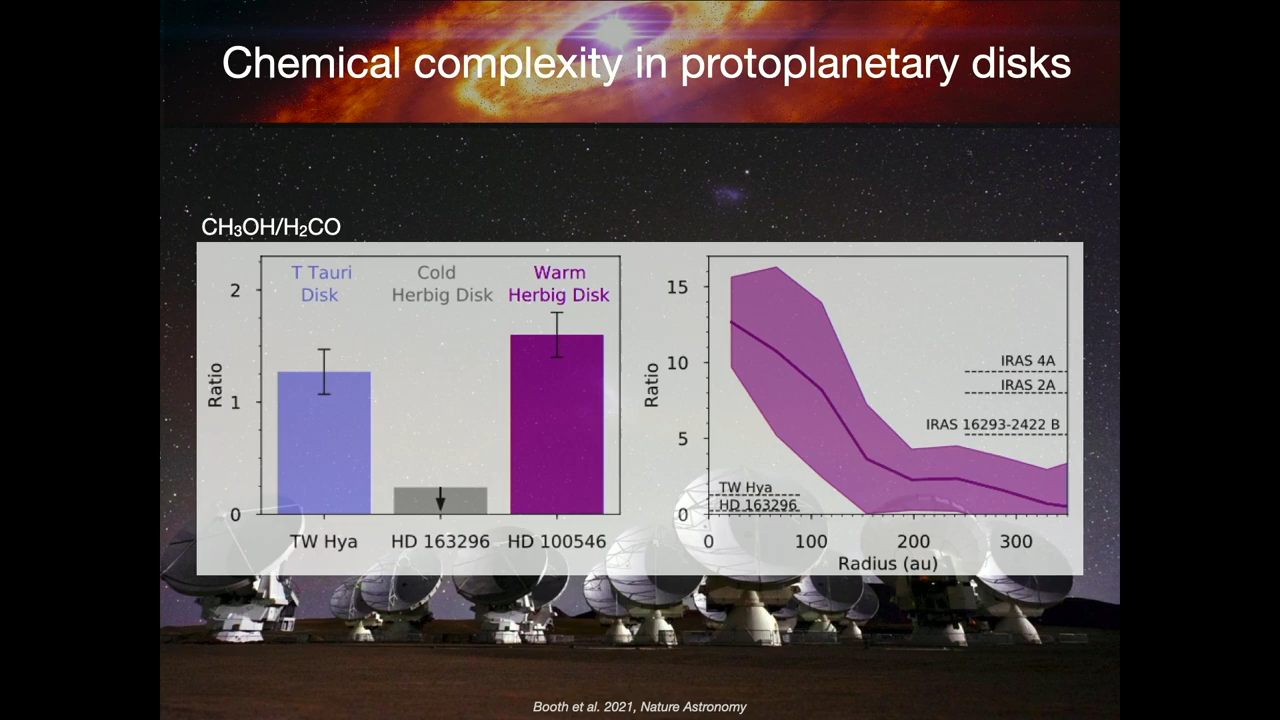 Chemical complexity in protoplanetary disks
CH₃OH/H₂CO
T Tauri
Disk
Cold
Herbig Disk
Warm
Herbig Disk
2
1
0
Ratio
TW Hya
HD 163296
HD 100546
15
10
5
0
Ratio
IRAS 4A
IRAS 2A
IRAS 16293-2422 B
TW Hya
HD 163296
0
100
200
300
Radius (au)
Booth et al. 2021, Nature Astronomy